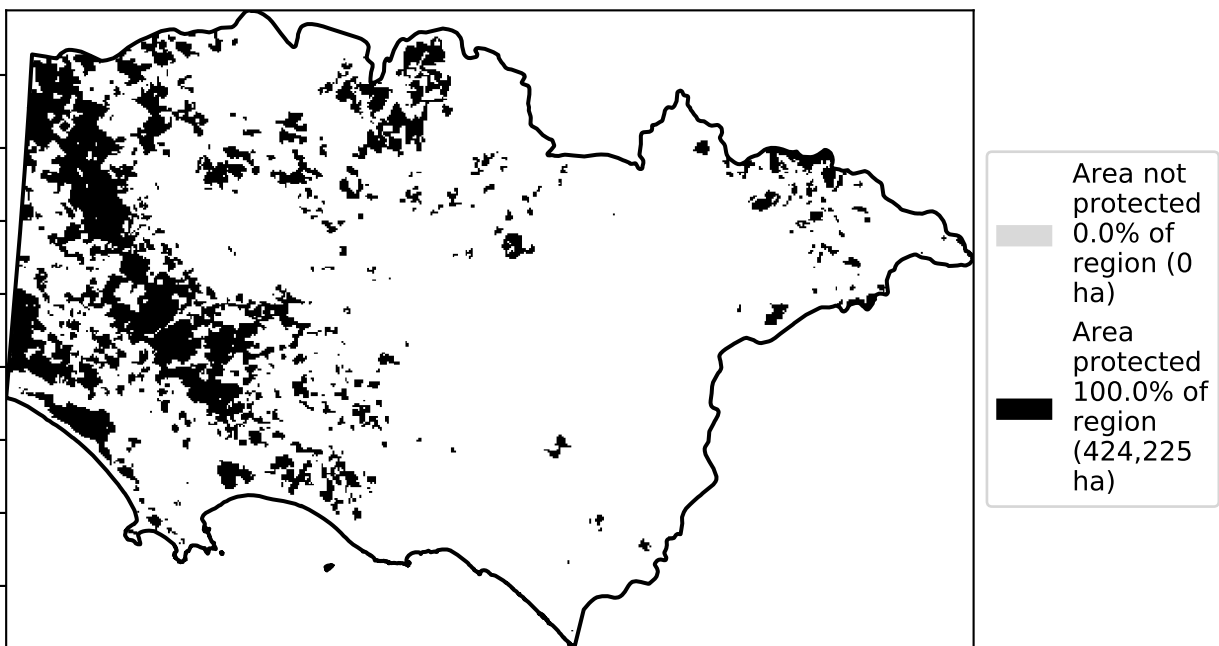 Area not
protected
0.0% of
region (0
ha)
Area
protected
100.0% of
region
(424,225
ha)